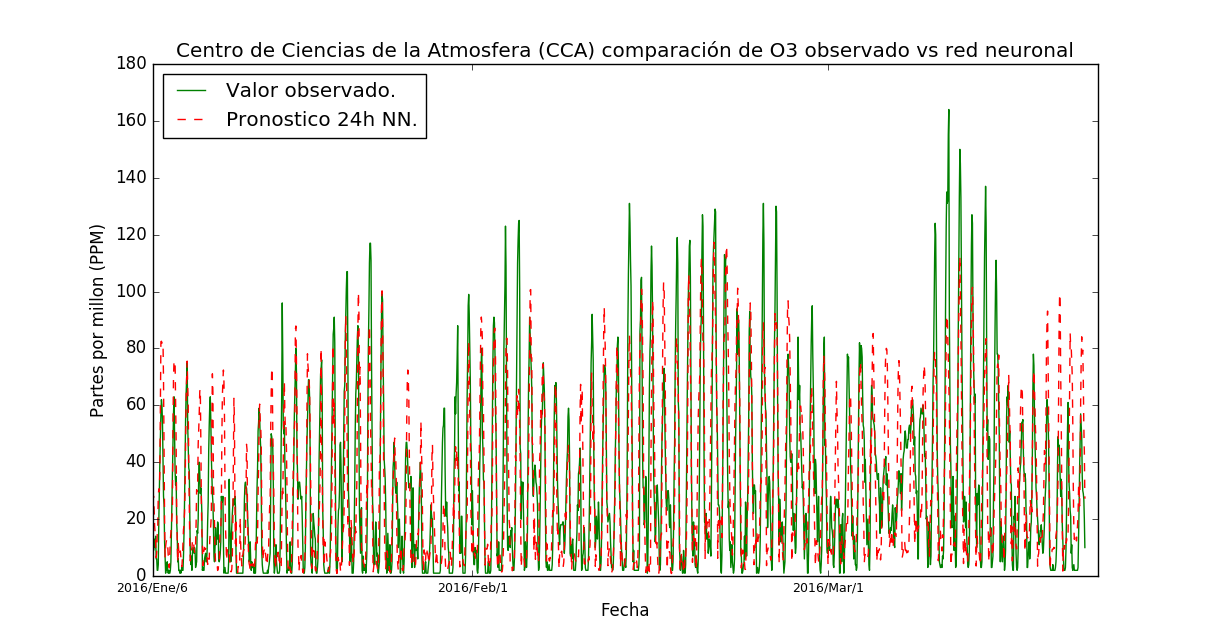 Centro de Ciencias de la Atmosfera (CCA) comparación de O3 observado vs red neuronal
Valor observado.
Pronostico 24h NN.
Partes por millon (PPM)
180
160
140
120
100
80
60
40
20
0
2016/Ene/6
2016/Feb/1
2016/Mar/1
Fecha